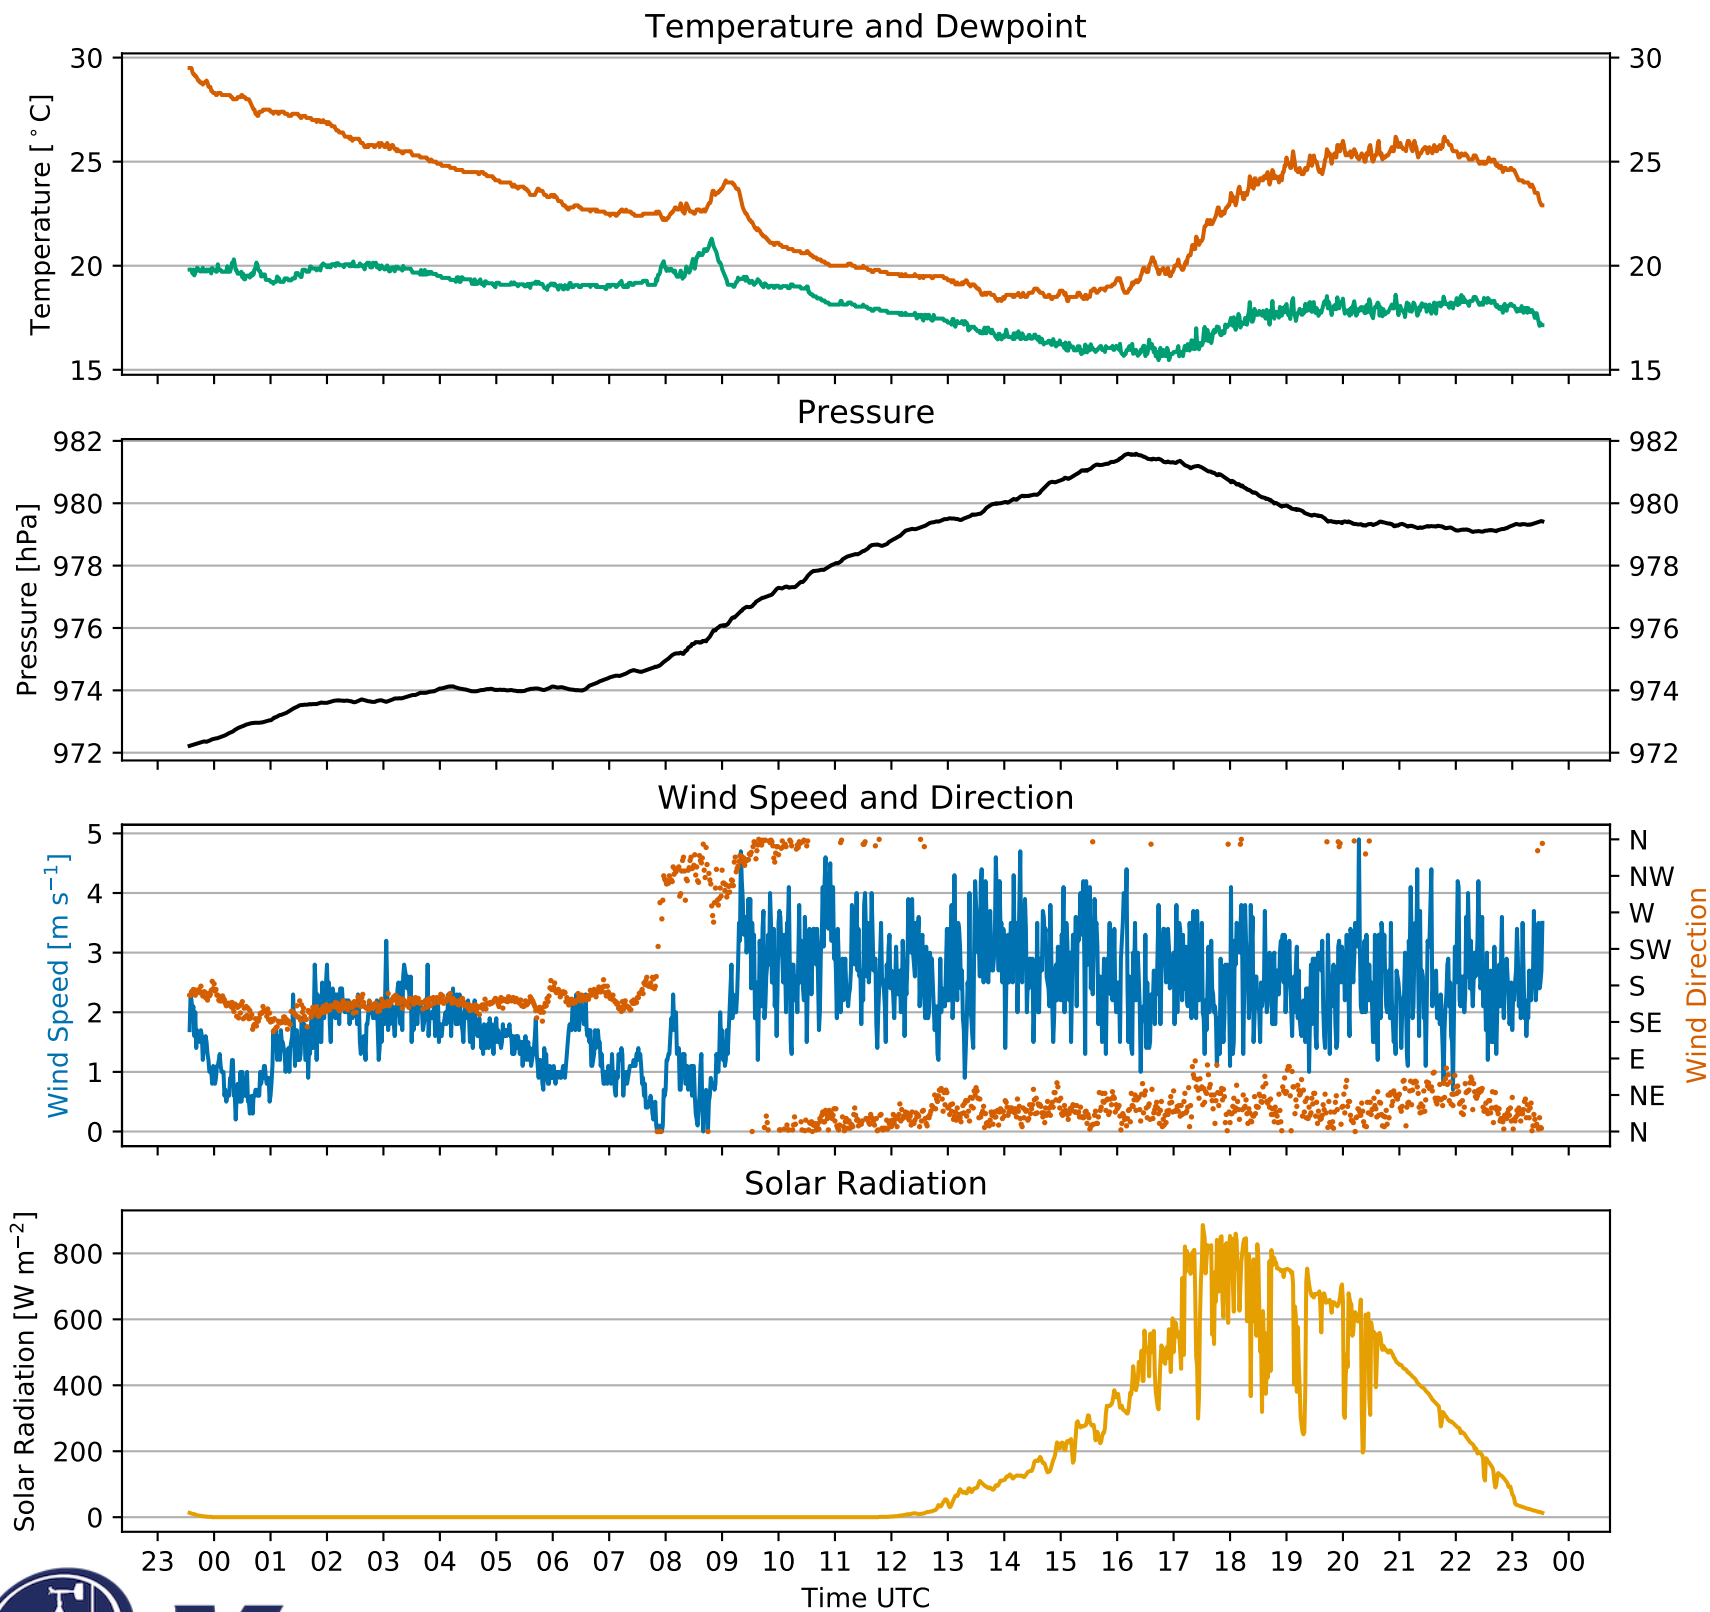 Temperature and Dewpoint
Temperature [°C]
30 30
25 25
20 20
15 15
Pressure
Pressure [hPa]
982 982
980 980
978 978
976 976
974 974
972 972
Wind Speed and Direction
Wind Speed [m s⁻¹]
Wind Direction
5 N
4 NW
W
3 SW
S
2 SE
E
1 NE
0 N
Solar Radiation
Solar Radiation [W m⁻²]
800
600
400
200
0
23 00 01 02 03 04 05 06 07 08 09 10 11 12 13 14 15 16 17 18 19 20 21 22 23 00
Time UTC